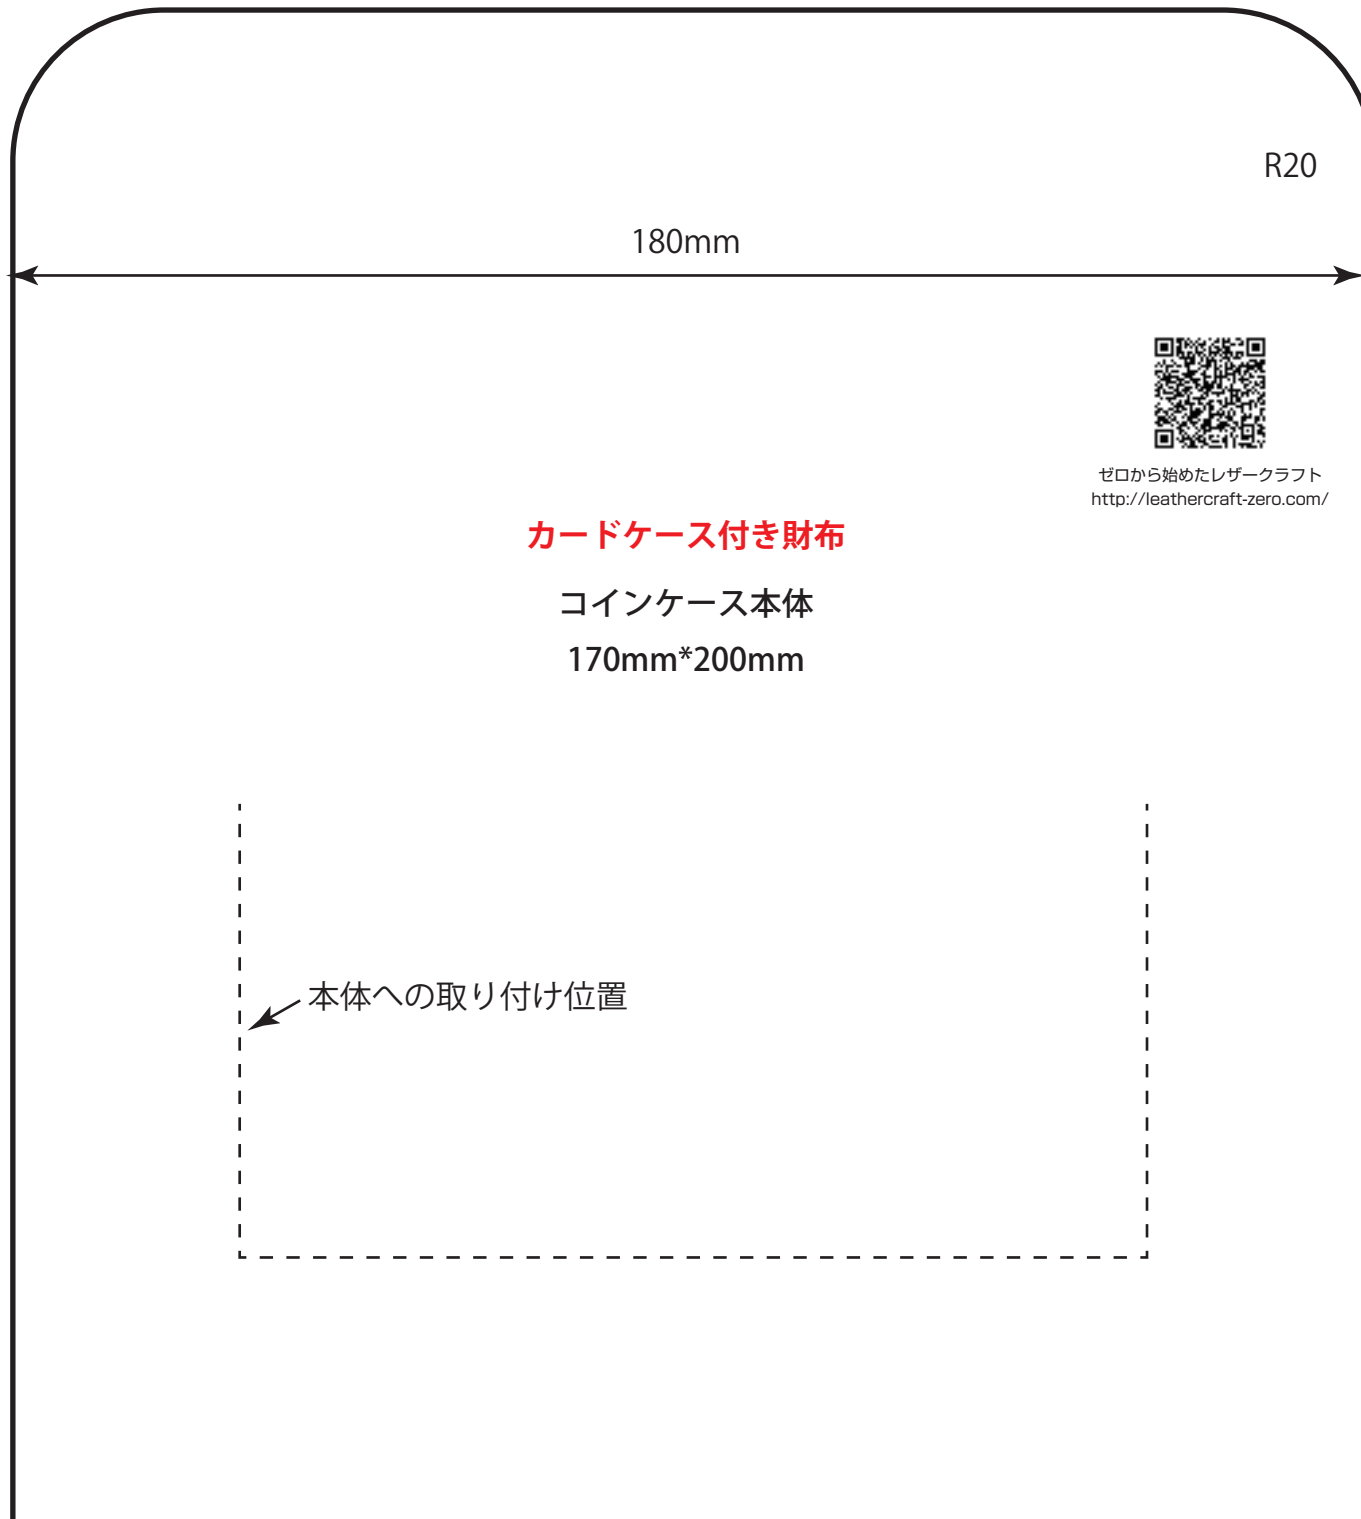 R20
180mm
ゼロから始めたレザークラフト
http://leathercraft-zero.com/
カードケース付き財布
コインケース本体
170mm*200mm
本体への取り付け位置